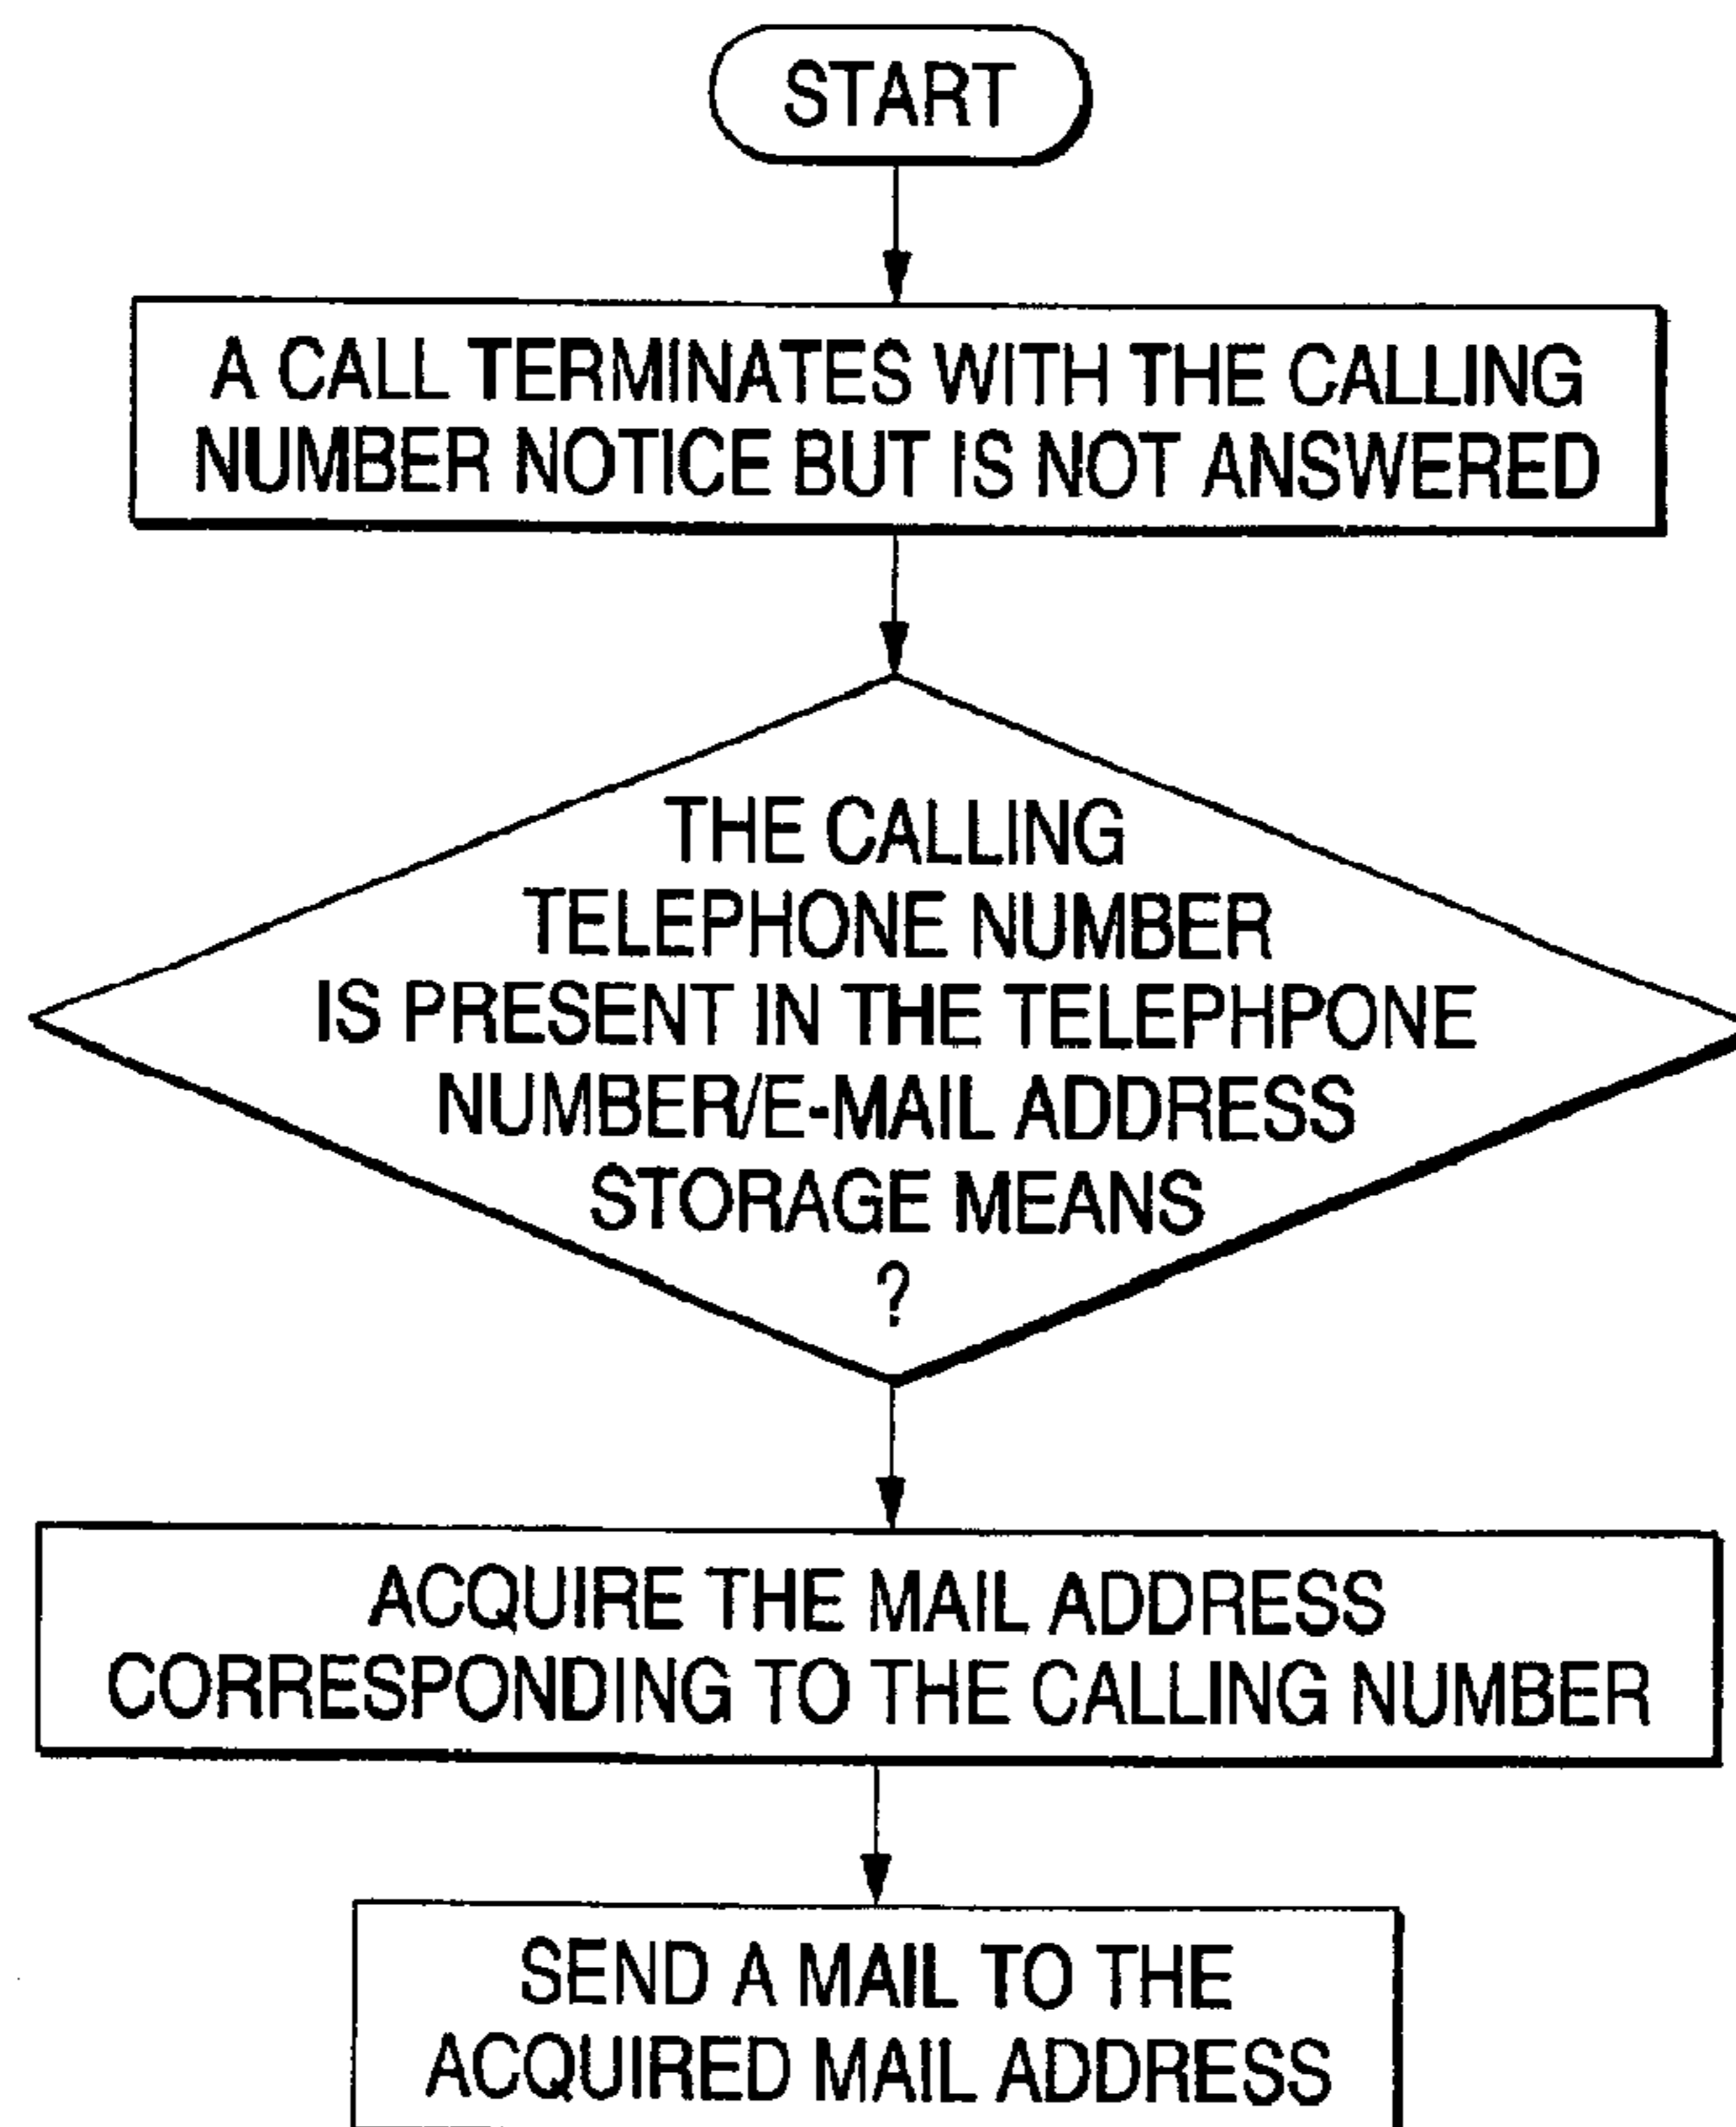 START
A CALL TERMINATES WITH THE CALLING
NUMBER NOTICE BUT IS NOT ANSWERED
THE CALLING
TELEPHONE NUMBER
IS PRESENT IN THE TELEPHPONE
NUMBER/E-MAIL ADDRESS
STORAGE MEANS
?
ACQUIRE THE MAIL ADDRESS
CORRESPONDING TO THE CALLING NUMBER
SEND A MAIL TO THE
ACQUIRED MAIL ADDRESS